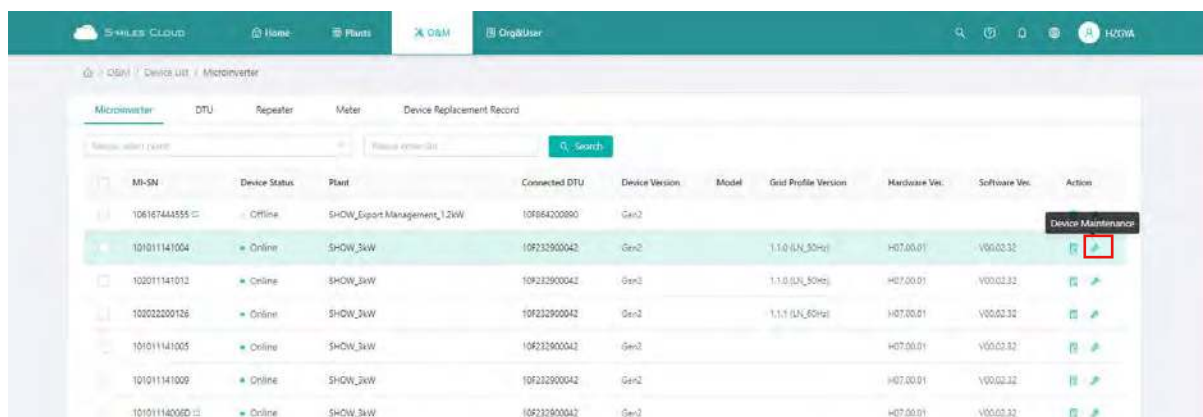 S-MILES CLOUD Home Plants O&M Org&User HZGYA
O&M / Device List / Microinverter
Microinverter DTU Repeater Meter Device Replacement Record
Search
MI-SN Device Status Plant Connected DTU Device Version Model Grid Profile Version Hardware Ver. Software Ver. Action
106167444555 Offline SHOW_Export Management_1.2kW 10F864200890 Gen2
Device Maintenance
101011141004 Online SHOW_3kW 10F232900042 Gen2 1.1.0 (LN_50Hz) H07.00.01 V00.02.32
102011141012 Online SHOW_3kW 10F232900042 Gen2 1.1.0 (LN_50Hz) H07.00.01 V00.02.32
102022200126 Online SHOW_3kW 10F232900042 Gen2 1.1.1 (LN_60Hz) H07.00.01 V00.02.32
101011141005 Online SHOW_3kW 10F232900042 Gen2 H07.00.01 V00.02.32
101011141009 Online SHOW_3kW 10F232900042 Gen2 H07.00.01 V00.02.32
10101114006D Online SHOW_3kW 10F232900042 Gen2 H07.00.01 V00.02.32